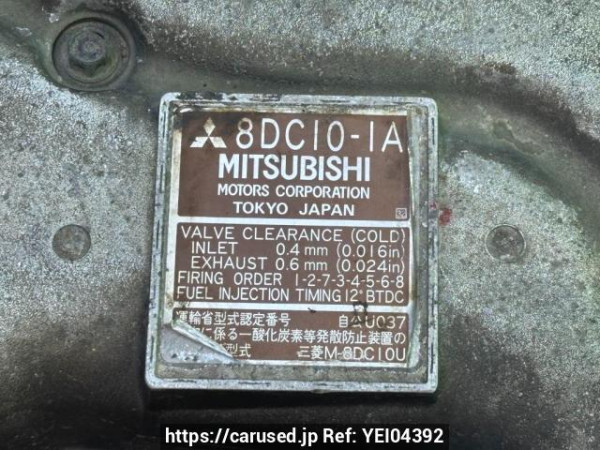 8DC10-1A
MITSUBISHI
MOTORS CORPORATION
TOKYO JAPAN
VALVE CLEARANCE (COLD)
INLET 0.4 mm (0.016in)
EXHAUST 0.6 mm (0.024in)
FIRING ORDER 1-2-7-3-4-5-6-8
FUEL INJECTION TIMING 12° BTDC
運輸省型式認定番号 自公U037
に係る一酸化炭素等発散防止装置の
型式 三菱M-8DC10U
https://carused.jp Ref: YEI04392